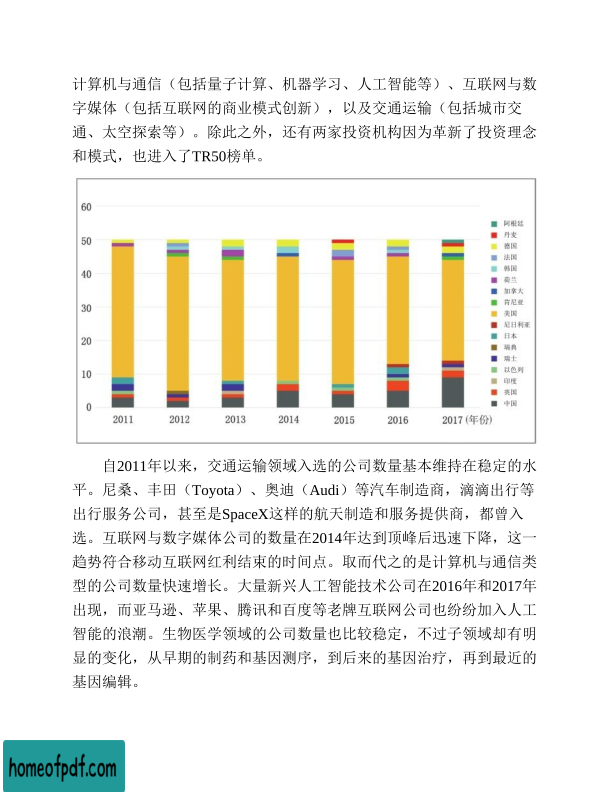 计算机与通信（包括量子计算、机器学习、人工智能等）、互联网与数
字媒体（包括互联网的商业模式创新），以及交通运输（包括城市交
通、太空探索等）。除此之外，还有两家投资机构因为革新了投资理念
和模式，也进入了TR50榜单。
60
50
40
30
20
10
0
2011
2012
2013
2014
2015
2016
2017 (年份)
阿根廷
丹麦
德国
法国
韩国
荷兰
加拿大
肯尼亚
美国
尼日利亚
日本
瑞典
瑞士
以色列
印度
英国
中国
自2011年以来，交通运输领域入选的公司数量基本维持在稳定的水
平。尼桑、丰田（Toyota）、奥迪（Audi）等汽车制造商，滴滴出行等
出行服务公司，甚至是SpaceX这样的航天制造和服务提供商，都曾入
选。互联网与数字媒体公司的数量在2014年达到顶峰后迅速下降，这一
趋势符合移动互联网红利结束的时间点。取而代之的是计算机与通信类
型的公司数量快速增长。大量新兴人工智能技术公司在2016年和2017年
出现，而亚马逊、苹果、腾讯和百度等老牌互联网公司也纷纷加入人工
智能的浪潮。生物医学领域的公司数量也比较稳定，不过子领域却有明
显的变化，从早期的制药和基因测序，到后来的基因治疗，再到最近的
基因编辑。
homeofpdf.com